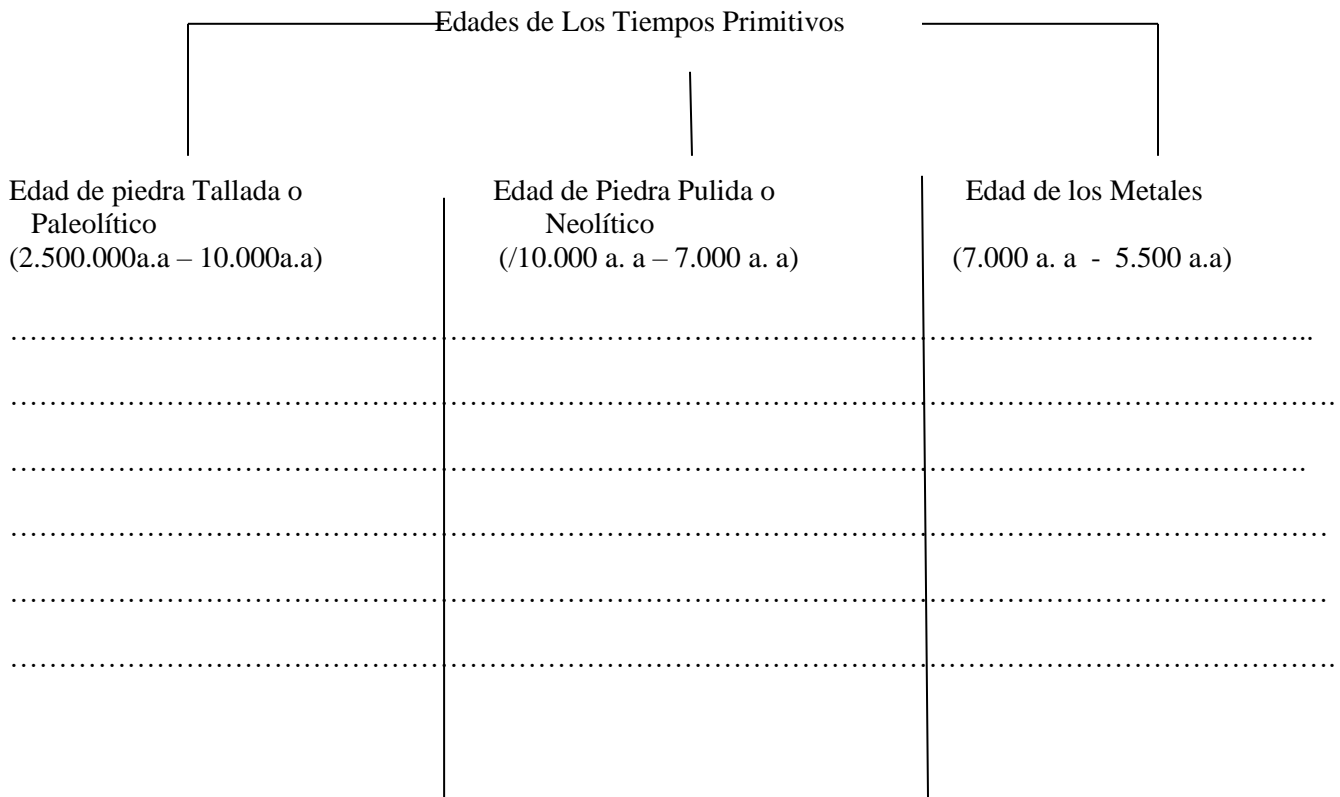 Edades de Los Tiempos Primitivos
Edad de piedra Tallada o
Paleolítico
(2.500.000a.a – 10.000a.a)
Edad de Piedra Pulida o
Neolítico
(/10.000 a. a – 7.000 a. a)
Edad de los Metales
(7.000 a. a - 5.500 a.a)